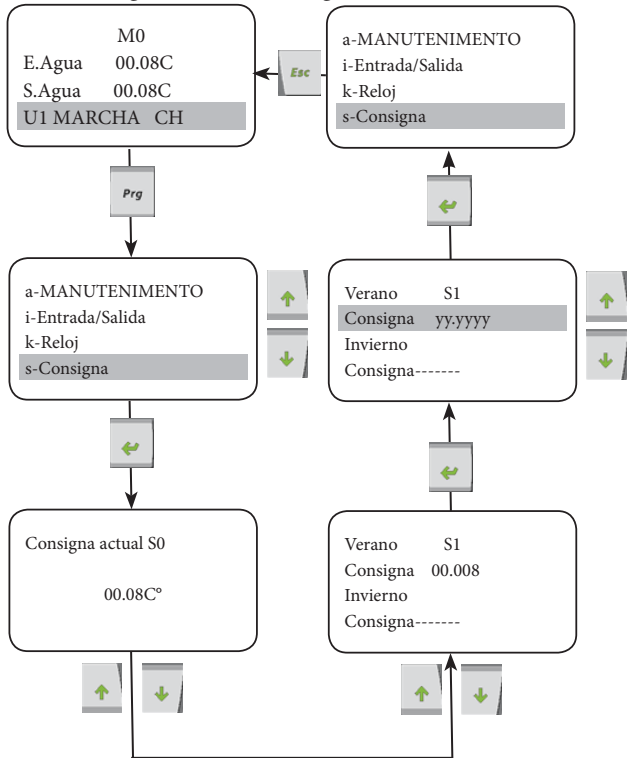 M0
E.Agua 00.08C
S.Agua 00.08C
U1 MARCHA CH
Prg
a-MANUTENIMENTO
i-Entrada/Salida
k-Reloj
s-Consigna
Consigna actual S0
00.08C°
Verano S1
Consigna 00.008
Invierno
Consigna-------
Verano S1
Consigna yy.yyyy
Invierno
Consigna-------
a-MANUTENIMENTO
i-Entrada/Salida
k-Reloj
s-Consigna
Esc